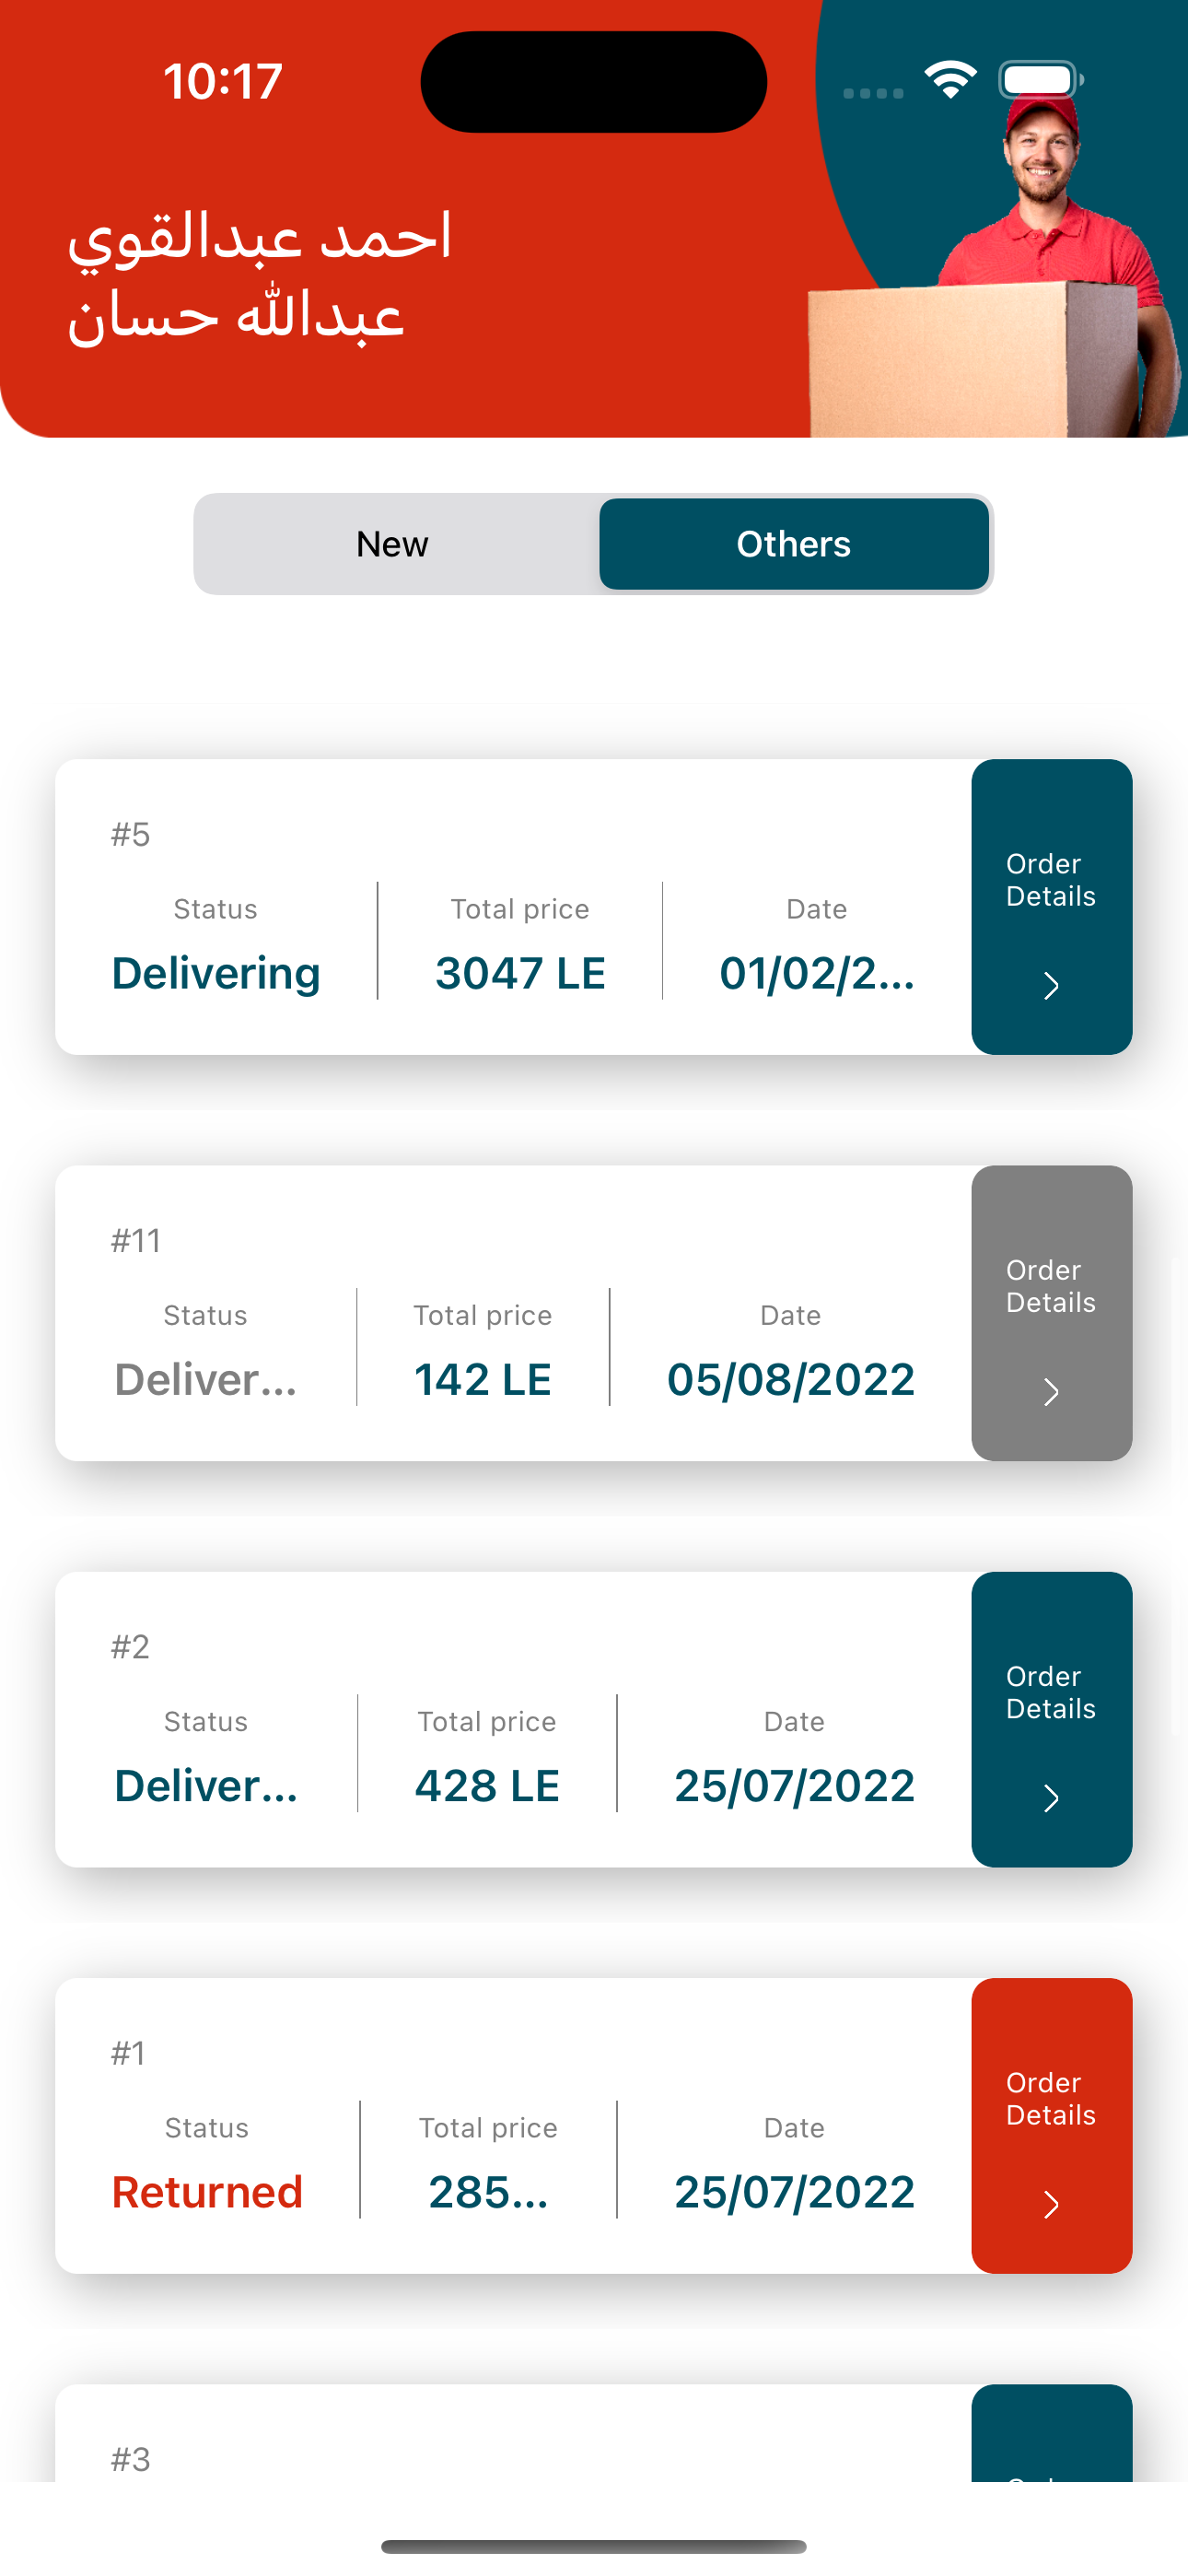 10:17
احمد عبدالقوي
عبدالله حسان
New Others
#5
Status Total price Date
Delivering 3047 LE 01/02/2...
Order
Details
#11
Status Total price Date
Deliver... 142 LE 05/08/2022
Order
Details
#2
Status Total price Date
Deliver... 428 LE 25/07/2022
Order
Details
#1
Status Total price Date
Returned 285... 25/07/2022
Order
Details
#3